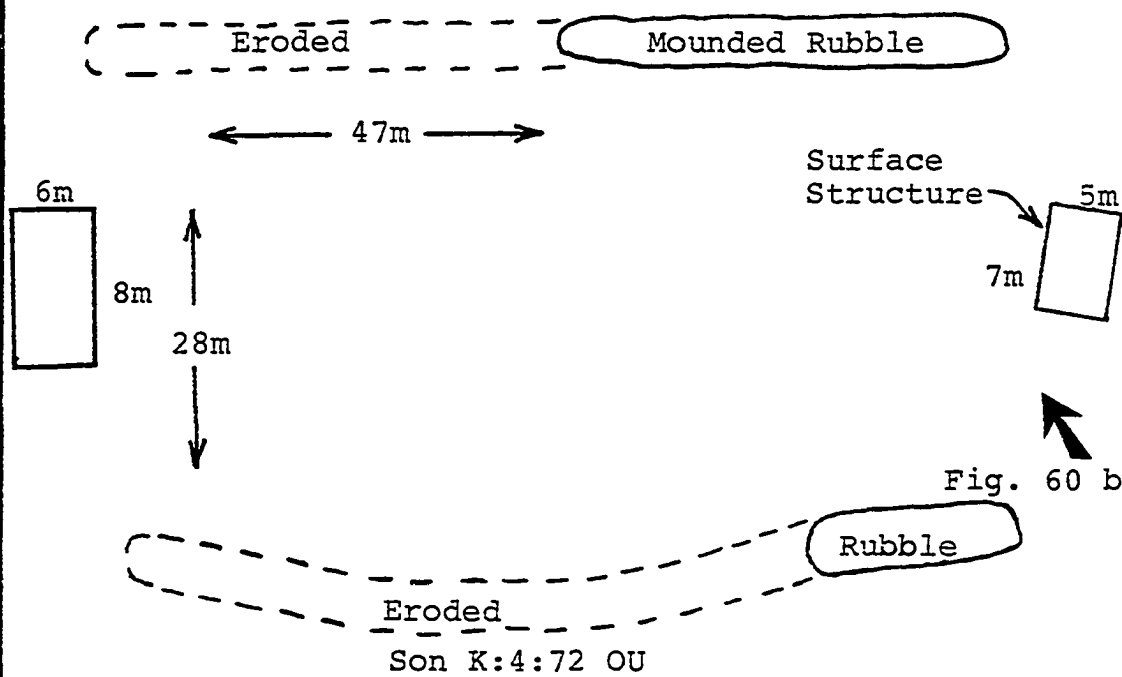 Eroded
Mounded Rubble
47m
Surface
Structure
6m
5m
8m
7m
28m
Fig. 60 b
Rubble
Eroded
Son K:4:72 OU